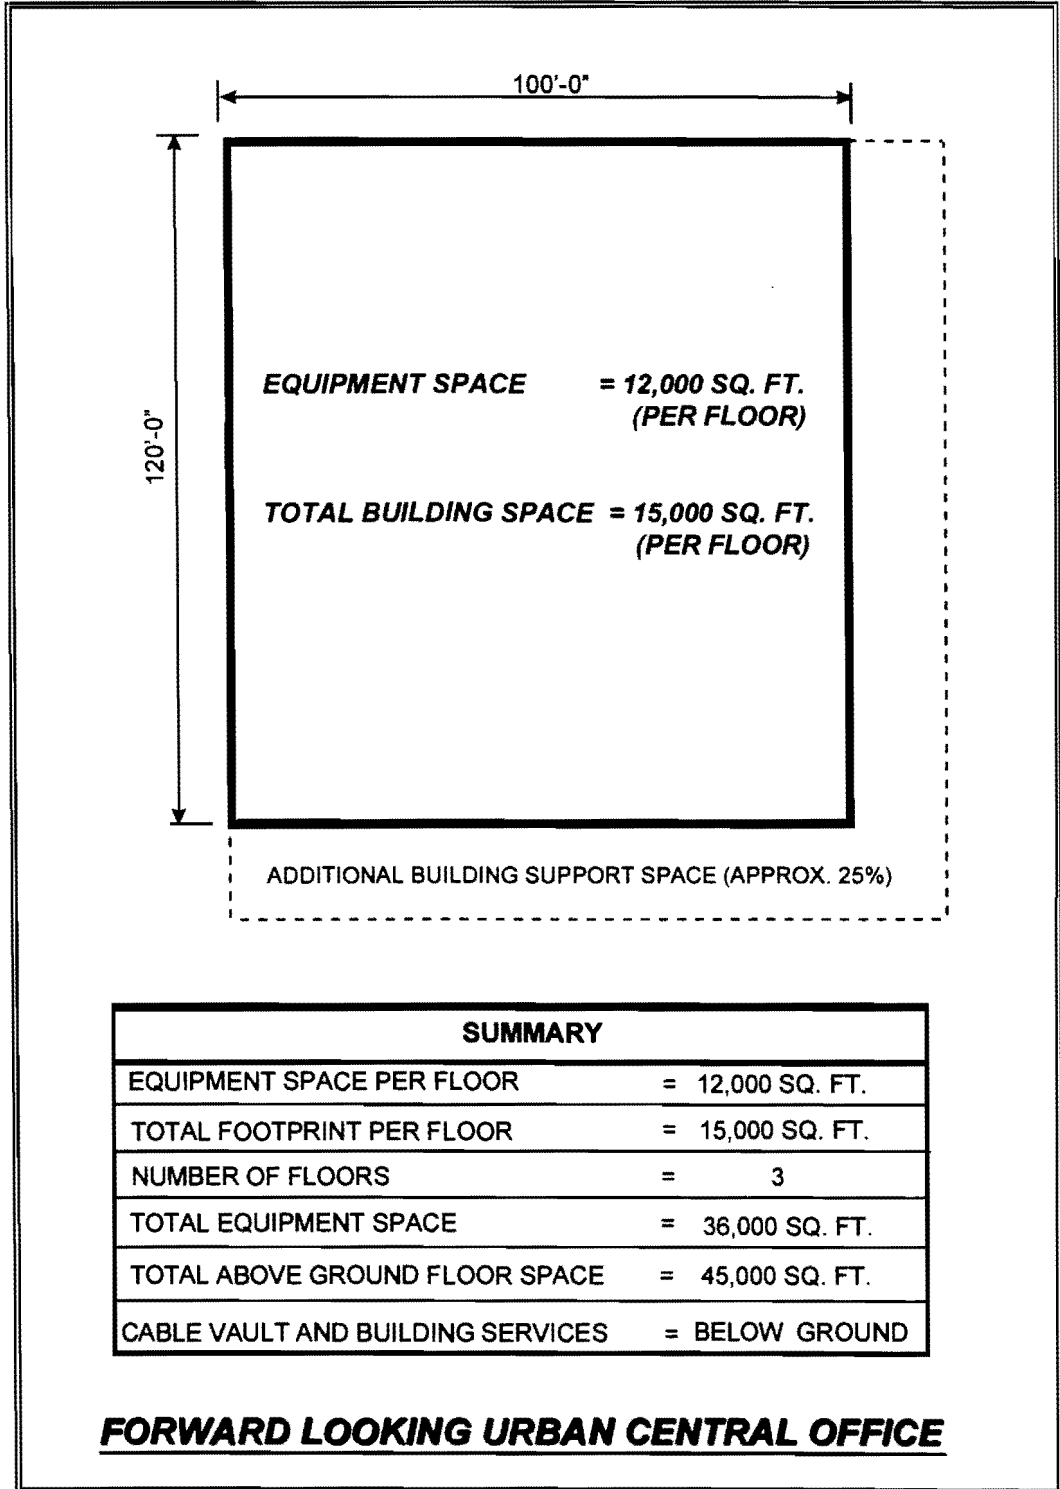 100'-0"
120'-0"
EQUIPMENT SPACE = 12,000 SQ. FT.
(PER FLOOR)
TOTAL BUILDING SPACE = 15,000 SQ. FT.
(PER FLOOR)
ADDITIONAL BUILDING SUPPORT SPACE (APPROX. 25%)
SUMMARY
EQUIPMENT SPACE PER FLOOR = 12,000 SQ. FT.
TOTAL FOOTPRINT PER FLOOR = 15,000 SQ. FT.
NUMBER OF FLOORS = 3
TOTAL EQUIPMENT SPACE = 36,000 SQ. FT.
TOTAL ABOVE GROUND FLOOR SPACE = 45,000 SQ. FT.
CABLE VAULT AND BUILDING SERVICES = BELOW GROUND
FORWARD LOOKING URBAN CENTRAL OFFICE